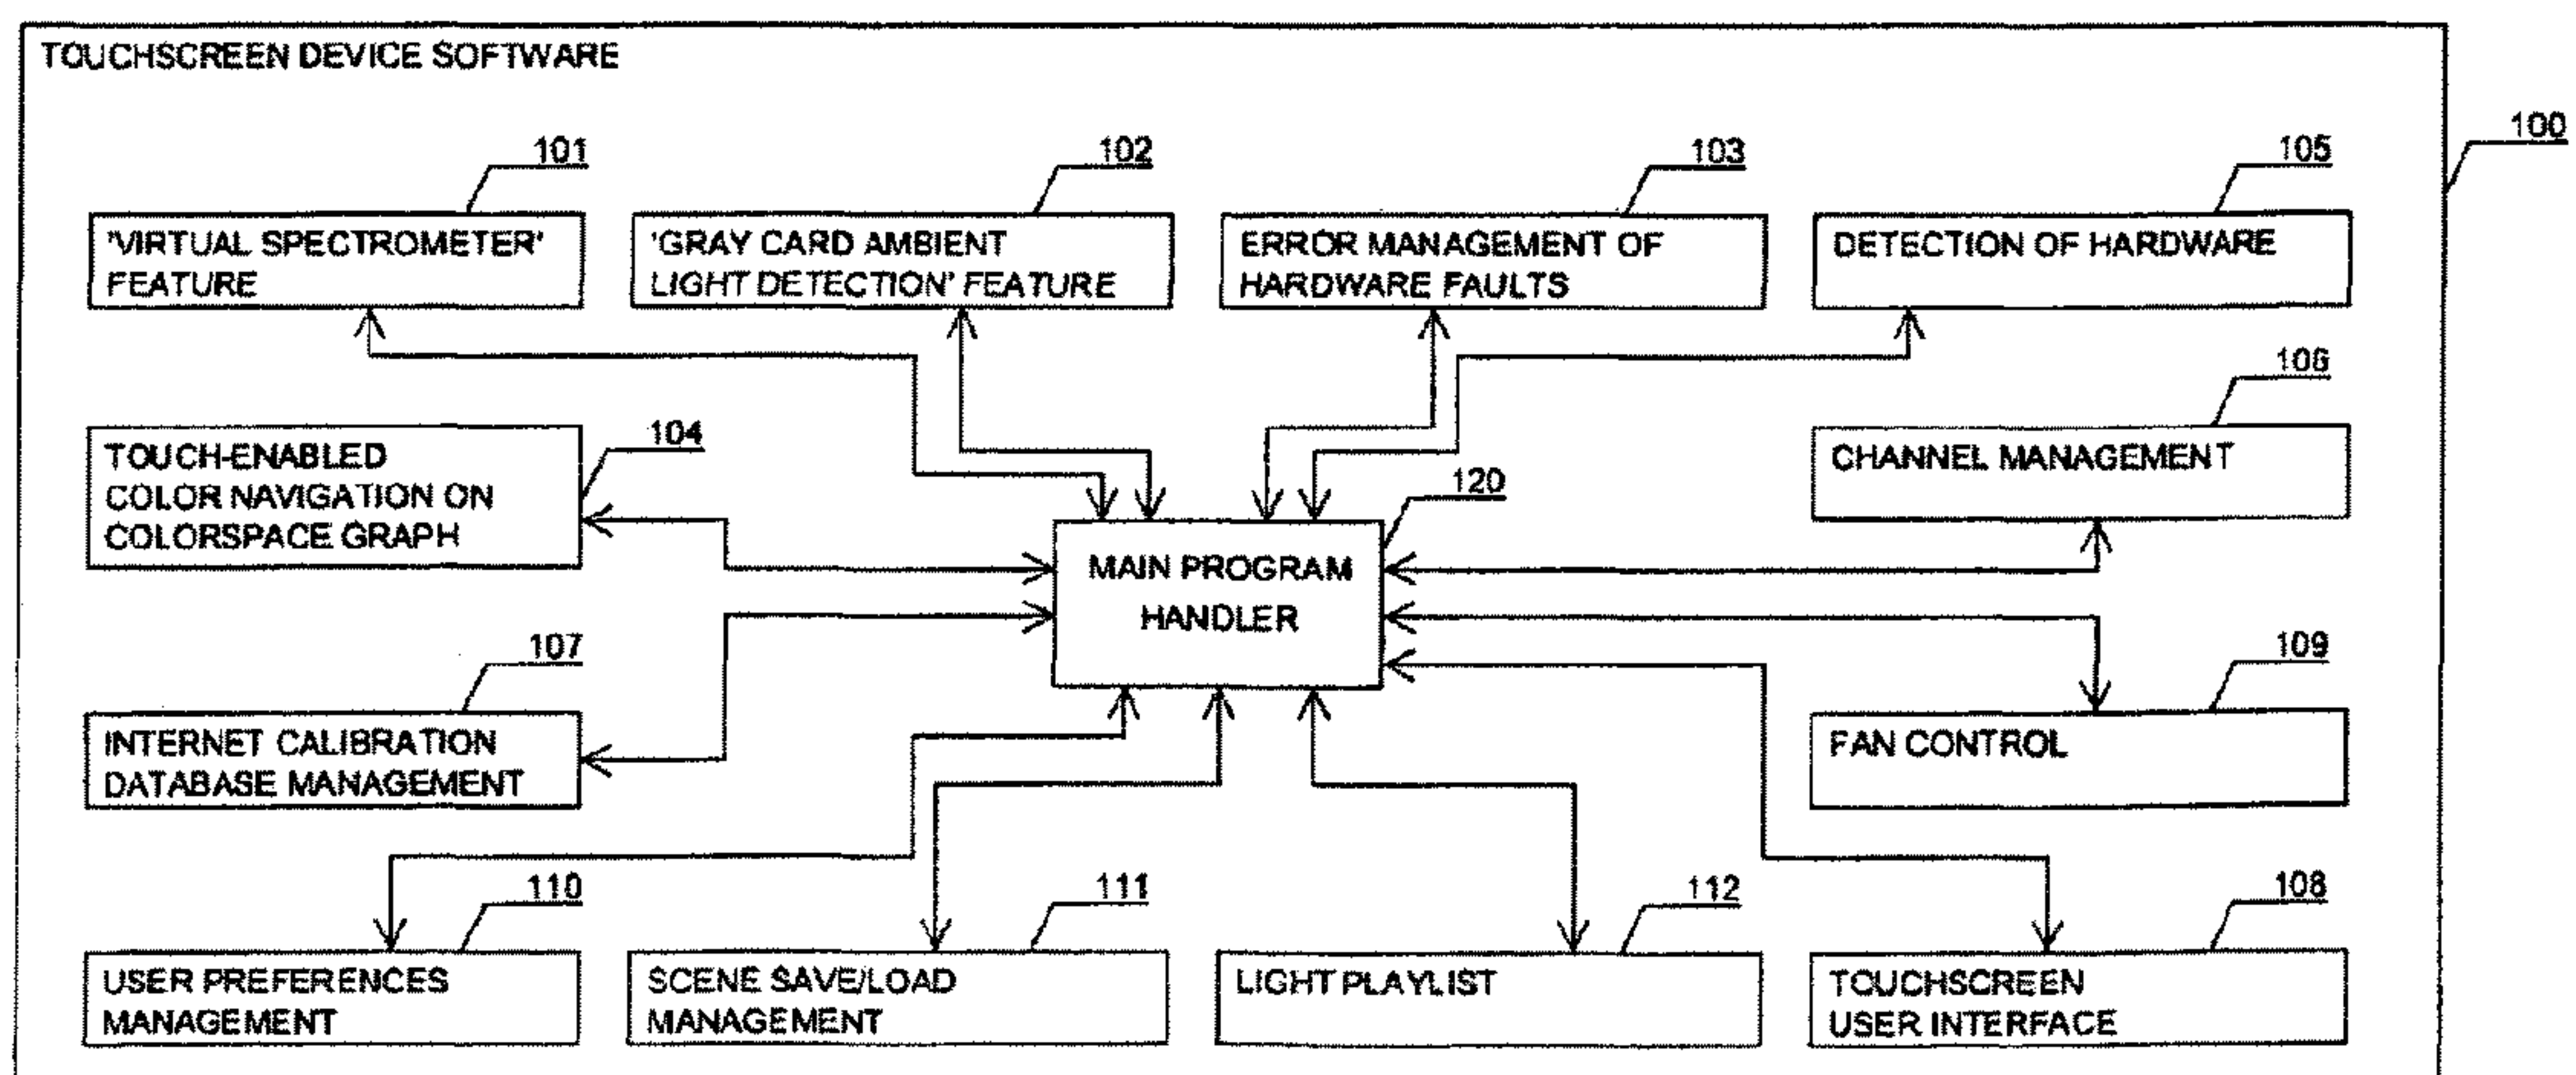 TOUCHSCREEN DEVICE SOFTWARE
100
101
'VIRTUAL SPECTROMETER'
FEATURE
102
'GRAY CARD AMBIENT
LIGHT DETECTION' FEATURE
103
ERROR MANAGEMENT OF
HARDWARE FAULTS
105
DETECTION OF HARDWARE
104
TOUCH-ENABLED
COLOR NAVIGATION ON
COLORSPACE GRAPH
106
CHANNEL MANAGEMENT
120
MAIN PROGRAM
HANDLER
107
INTERNET CALIBRATION
DATABASE MANAGEMENT
109
FAN CONTROL
110
USER PREFERENCES
MANAGEMENT
111
SCENE SAVE/LOAD
MANAGEMENT
112
LIGHT PLAYLIST
108
TOUCHSCREEN
USER INTERFACE